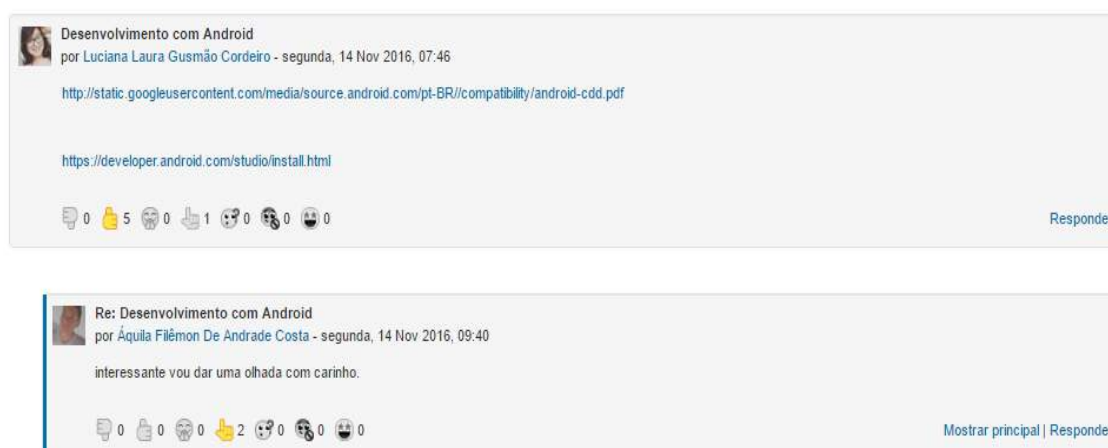 Desenvolvimento com Android
por Luciana Laura Gusmão Cordeiro - segunda, 14 Nov 2016, 07:46
http://static.googleusercontent.com/media/source.android.com/pt-BR//compatibility/android-cdd.pdf
https://developer.android.com/studio/install.html
0 5 0 1 0 0 0
Responde
Re: Desenvolvimento com Android
por Áquila Filêmon De Andrade Costa - segunda, 14 Nov 2016, 09:40
interessante vou dar uma olhada com carinho.
0 0 0 2 0 0 0
Mostrar principal | Responde